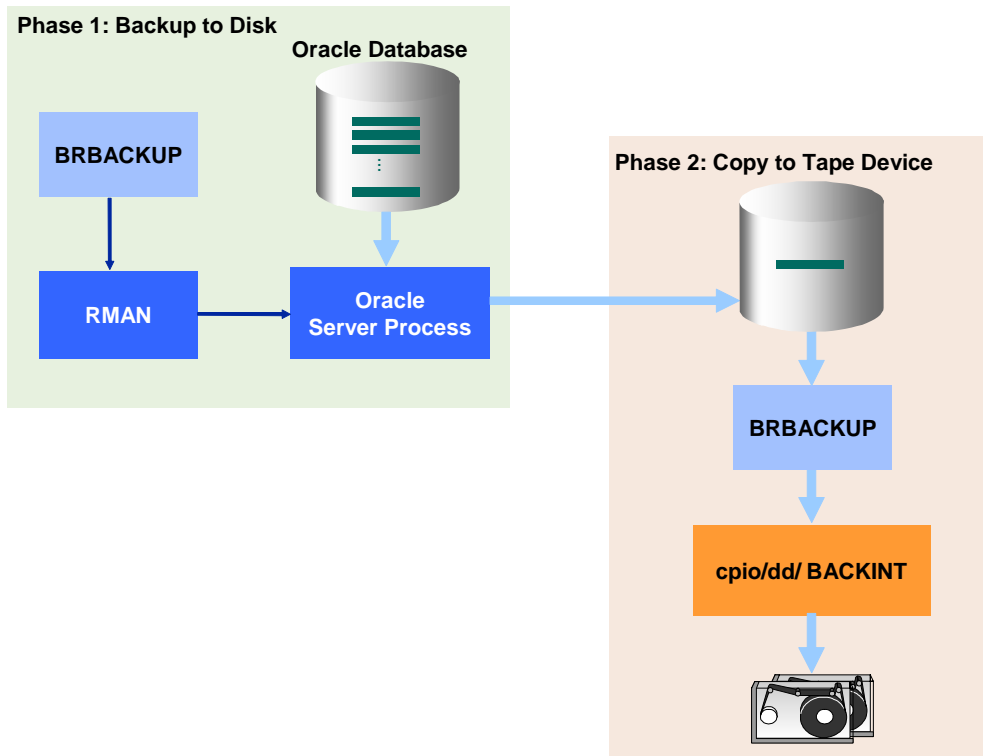 Phase 1: Backup to Disk
Oracle Database
BRBACKUP
RMAN
Oracle
Server Process
Phase 2: Copy to Tape Device
BRBACKUP
cpio/dd/ BACKINT